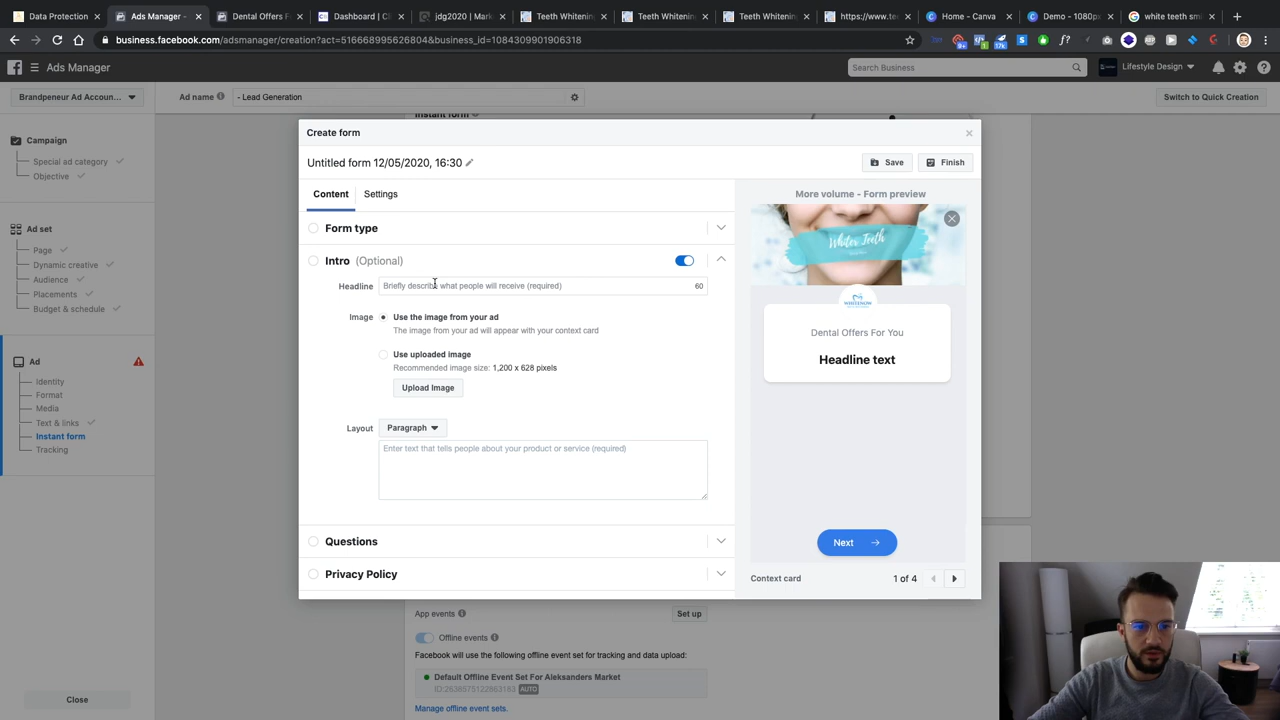 Data Protection
Ads Manager -
Dental Offers F
Dashboard | C
jdg2020 | Mark
Teeth Whitenin
Teeth Whitenin
Teeth Whitenin
https://www.te
Home - Canva
Demo - 1080p
white teeth sm
business.facebook.com/adsmanager/creation?act=516668995626804&business_id=1084309901906318
Ads Manager
Search Business
Lifestyle Design
Brandpeneur Ad Accoun...
Ad name
- Lead Generation
Switch to Quick Creation
Campaign
Special ad category
Objective
Ad set
Page
Dynamic creative
Audience
Placements
Budget & schedule
Ad
Identity
Format
Media
Text & links
Instant form
Tracking
Close
Instant form
Create form
Untitled form 12/05/2020, 16:30
Save
Finish
Content
Settings
Form type
Intro (Optional)
Headline
Briefly describe what people will receive (required)
60
Image
Use the image from your ad
The image from your ad will appear with your context card
Use uploaded image
Recommended image size: 1,200 x 628 pixels
Upload Image
Layout
Paragraph
Enter text that tells people about your product or service (required)
Questions
Privacy Policy
More volume - Form preview
Whiter Teeth
WHITENOW
Dental Offers For You
Headline text
Next
Context card
1 of 4
App events
Set up
Offline events
Facebook will use the following offline event set for tracking and data upload:
Default Offline Event Set For Aleksanders Market
AUTO
Manage offline event sets.